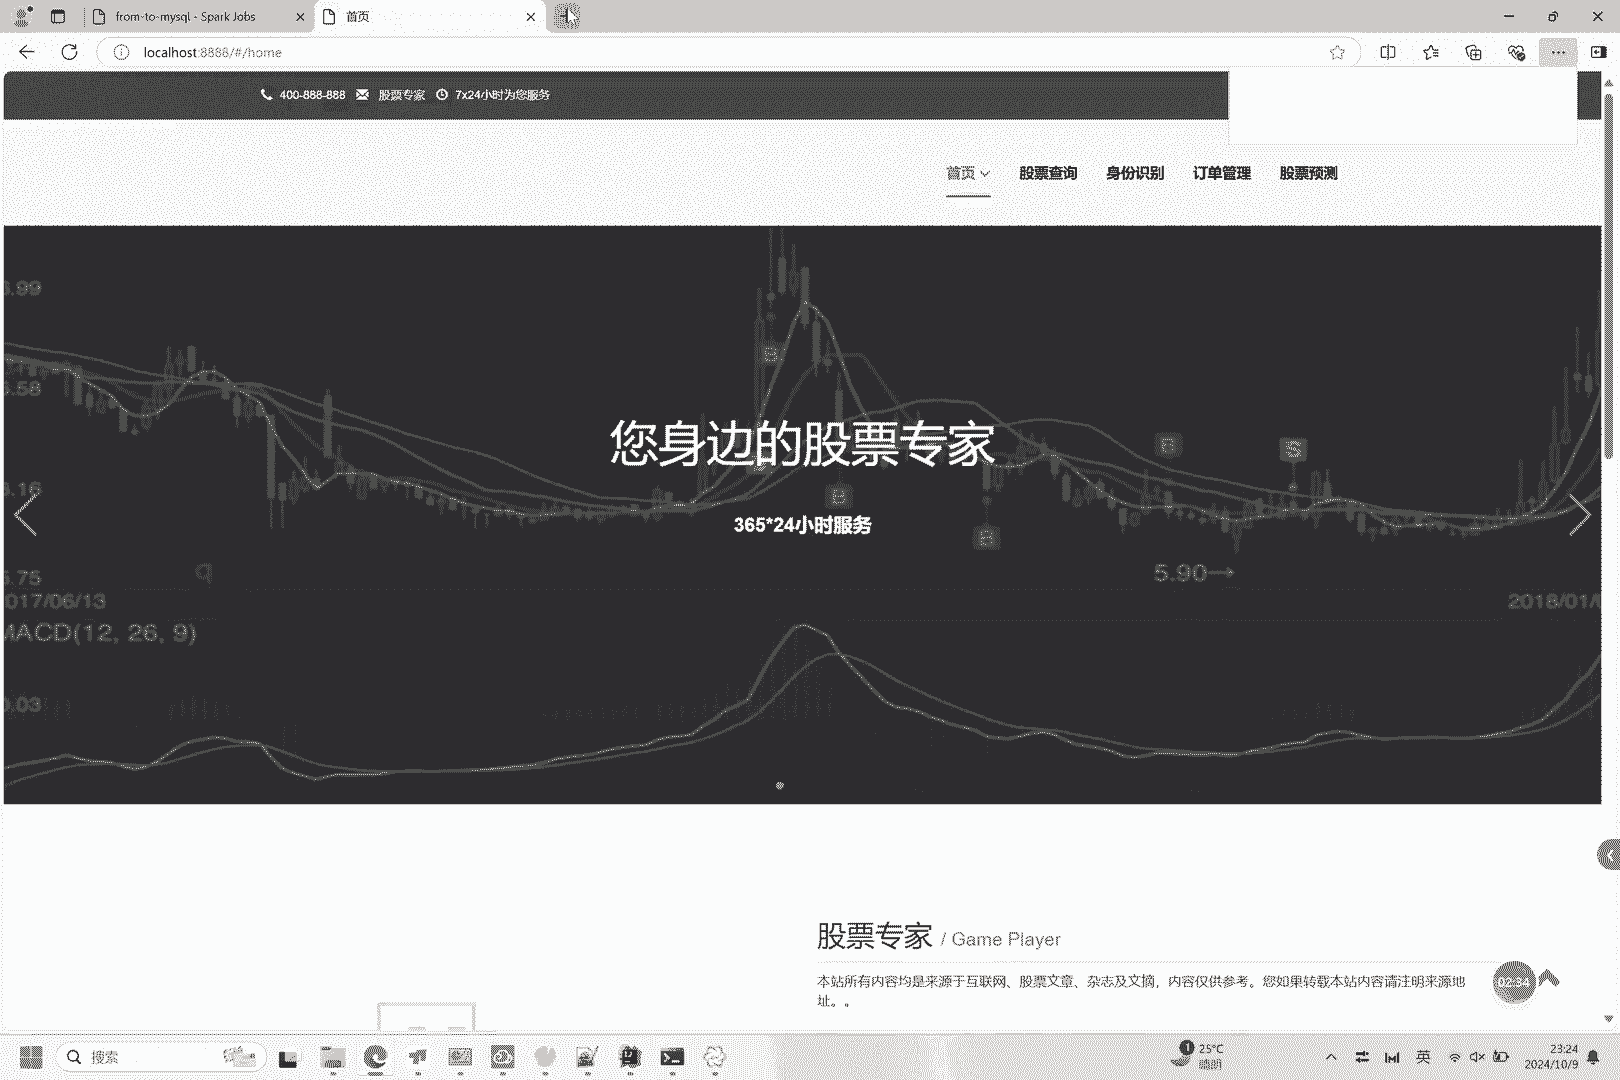 from-to-mysql - Spark Jobs
首页
localhost:8888/#/home
400-888-888 股票专家 7x24小时为您服务
首页 股票查询 身份识别 订单管理 股票预测
6.99
6.58
B
您身边的股票专家
B
S
6.16
B
365*24小时服务
B
5.75
q
5.90→
017/06/13
2018/01/
MACD(12, 26, 9)
0.03
股票专家 / Game Player
本站所有内容均是来源于互联网、股票文章、杂志及文摘，内容仅供参考。您如果转载本站内容请注明来源地
址。。
02:34
搜索
1
25°C
晴朗
英
23:24
2024/10/9